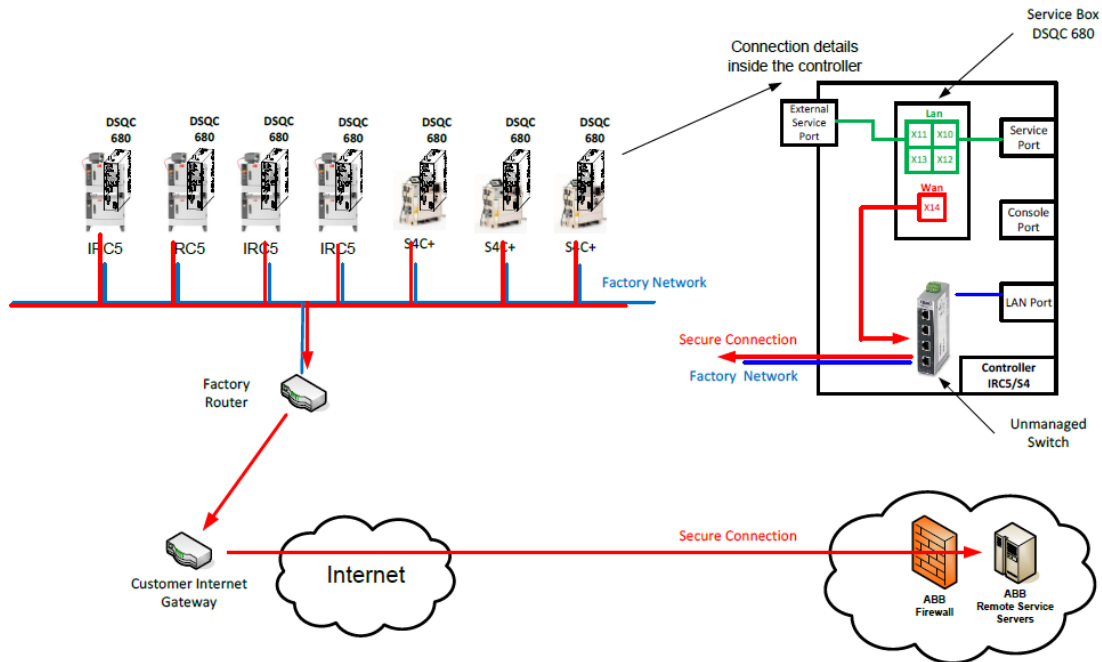 Service Box
DSQC 680
Connection details
inside the controller
DSQC
680
DSQC
680
DSQC
680
DSQC
680
DSQC
680
DSQC
680
DSQC
680
IRC5
IRC5
IRC5
IRC5
S4C+
S4C+
S4C+
Factory Network
Factory
Router
External
Service
Port
Lan
X11
X10
X13
X12
Wan
X14
Service
Port
Console
Port
LAN Port
Secure Connection
Factory Network
Controller
IRC5/S4
Unmanaged
Switch
Customer Internet
Gateway
Internet
Secure Connection
ABB
Firewall
ABB
Remote Service
Servers